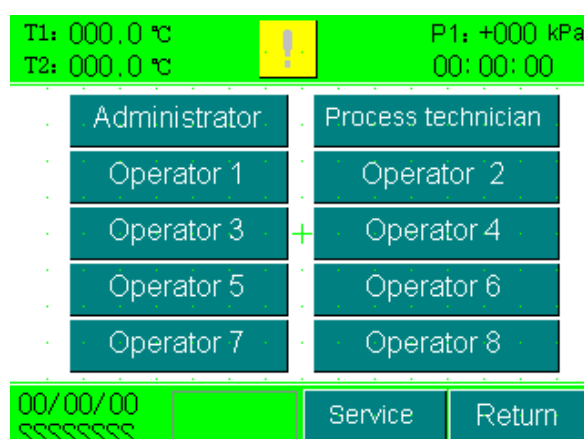 T1: 000.0 ℃ P1: +000 kPa
T2: 000.0 ℃ 00:00:00
Administrator Process technician
Operator 1 Operator 2
Operator 3 Operator 4
Operator 5 Operator 6
Operator 7 Operator 8
00/00/00 Service Return
SSSSSSSS